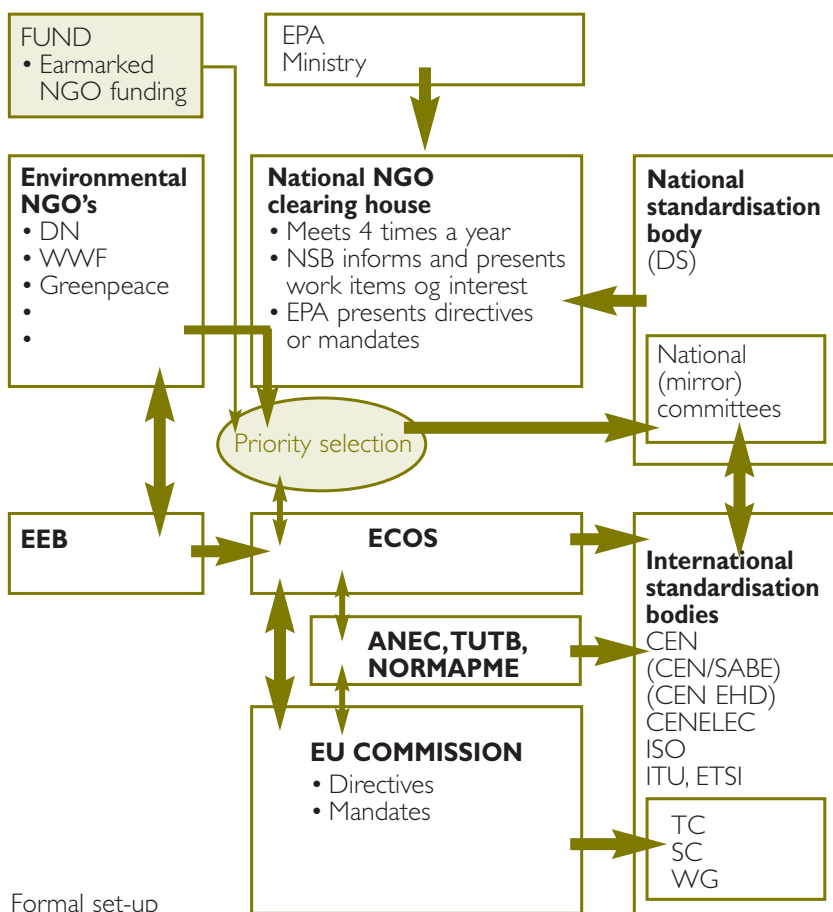 FUND
• Earmarked
NGO funding
EPA
Ministry
Environmental
NGO's
• DN
• WWF
• Greenpeace
•
•
National NGO
clearing house
• Meets 4 times a year
• NSB informs and presents
work items og interest
• EPA presents directives
or mandates
National
standardisation
body
(DS)
National
(mirror)
committees
Priority selection
EEB
ECOS
ANEC, TUTB,
NORMAPME
EU COMMISSION
• Directives
• Mandates
International
standardisation
bodies
CEN
(CEN/SABE)
(CEN EHD)
CENELEC
ISO
ITU, ETSI
TC
SC
WG
Formal set-up